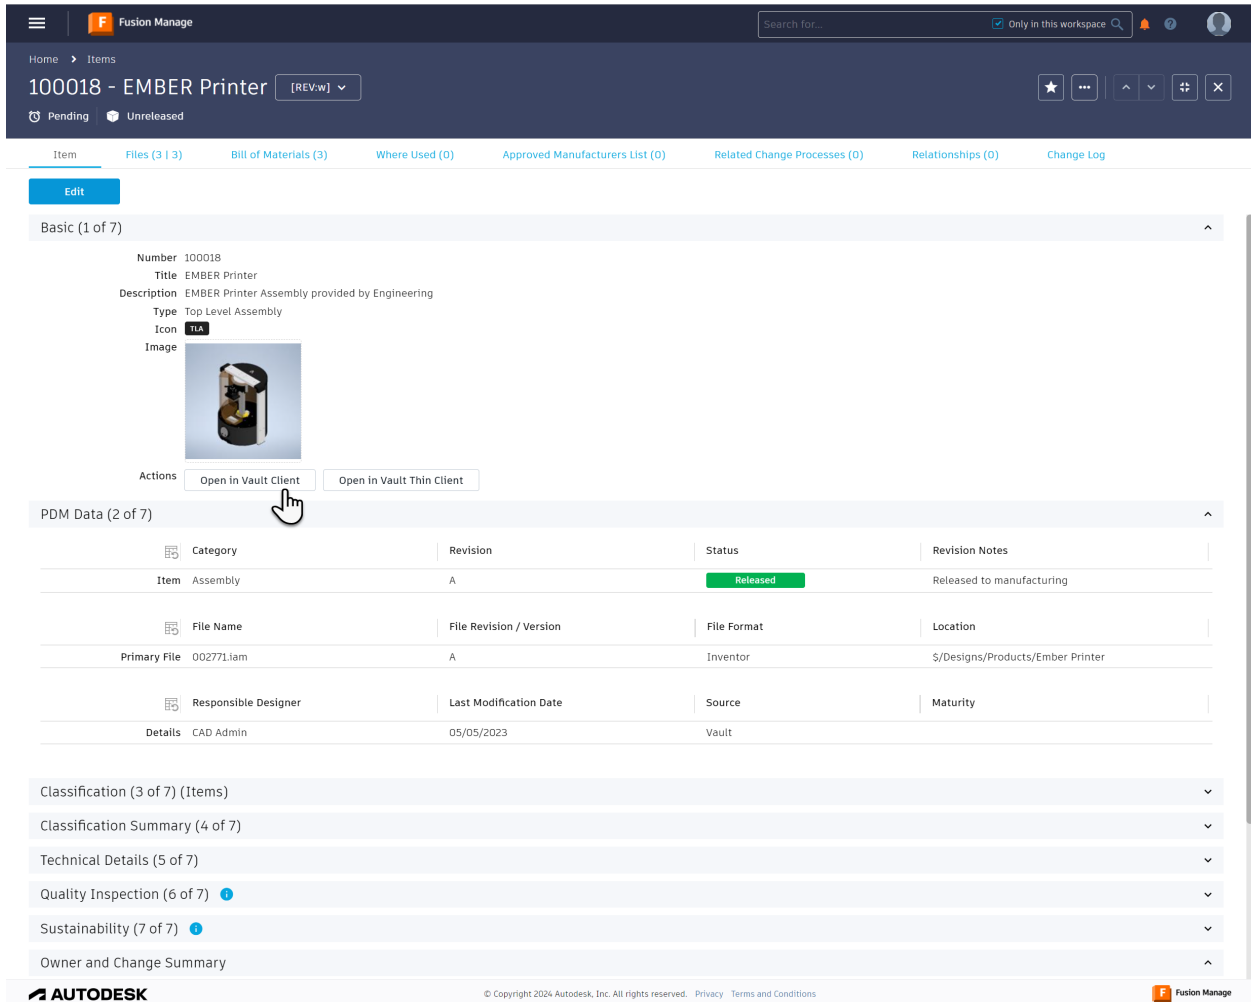 F Fusion Manage
Search for...
Only in this workspace
Home > Items
100018 - EMBER Printer [REV:w]
Pending Unreleased
Item Files (3 | 3) Bill of Materials (3) Where Used (0) Approved Manufacturers List (0) Related Change Processes (0) Relationships (0) Change Log
Edit
Basic (1 of 7)
Number 100018
Title EMBER Printer
Description EMBER Printer Assembly provided by Engineering
Type Top Level Assembly
Icon TLA
Image
Actions Open in Vault Client Open in Vault Thin Client
PDM Data (2 of 7)
Category Revision Status Revision Notes
Item Assembly A Released Released to manufacturing
File Name File Revision / Version File Format Location
Primary File 002771.iam A Inventor $/Designs/Products/Ember Printer
Responsible Designer Last Modification Date Source Maturity
Details CAD Admin 05/05/2023 Vault
Classification (3 of 7) (Items)
Classification Summary (4 of 7)
Technical Details (5 of 7)
Quality Inspection (6 of 7)
Sustainability (7 of 7)
Owner and Change Summary
AUTODESK © Copyright 2024 Autodesk, Inc. All rights reserved. Privacy Terms and Conditions F Fusion Manage